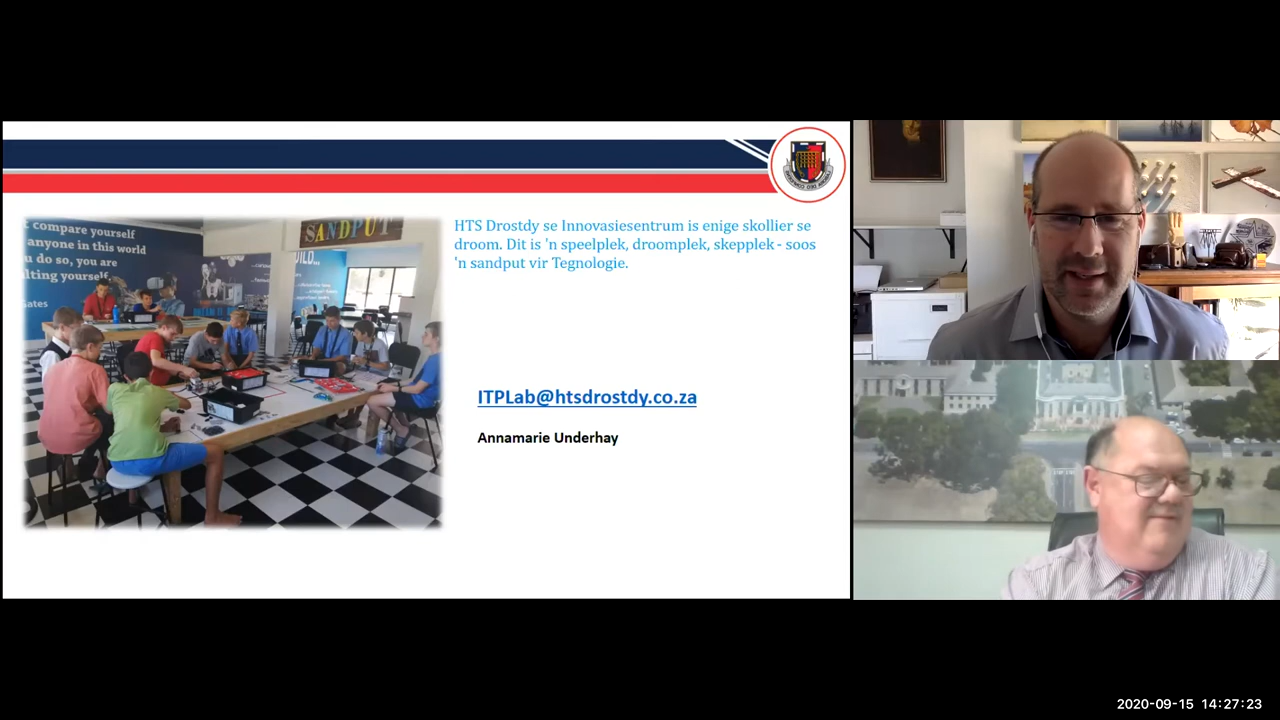 compare yourself
anyone in this world
do so, you are
yourself
SANDPUT
HTS Drostdy se Innovasiesentrum is enige skollier se
droom. Dit is 'n speelplek, droomplek, skepplek - soos
'n sandput vir Tegnologie.
ITPLab@htsdrostdy.co.za
Annamarie Underhay
2020-09-15 14:27:23